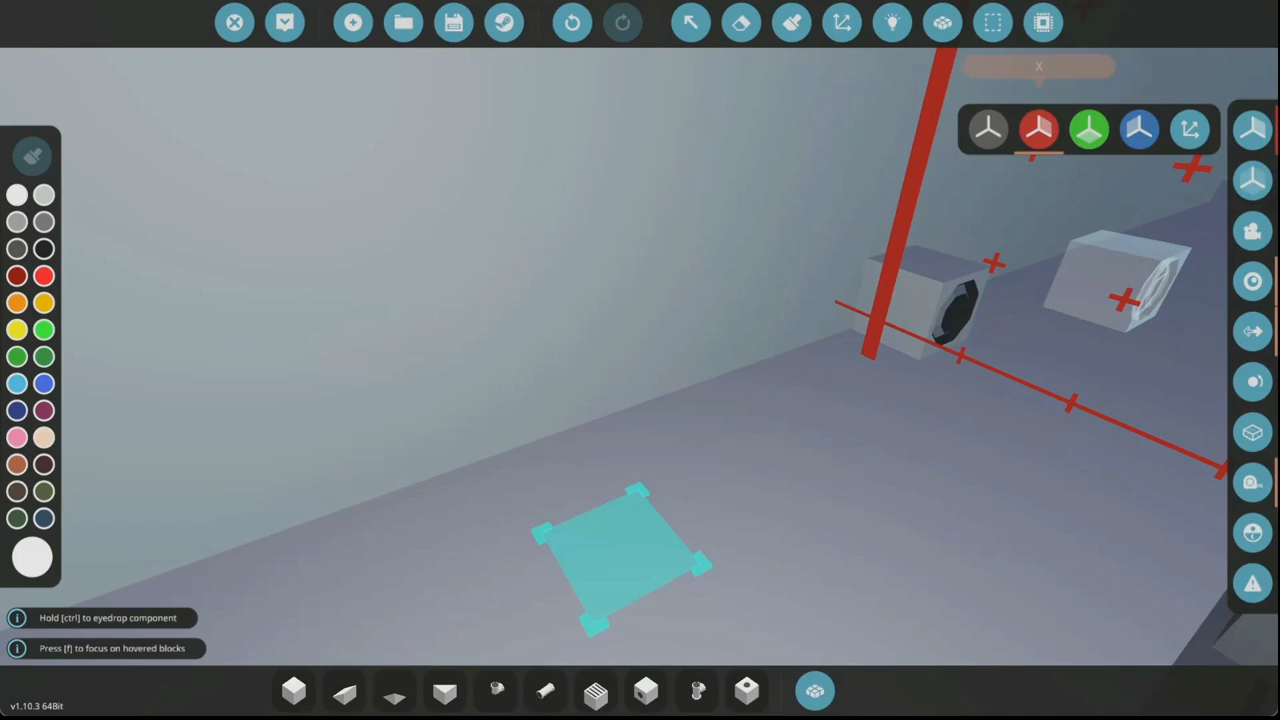 X
Hold [ctrl] to eyedrop component
Press [f] to focus on hovered blocks
v1.10.3 64Bit